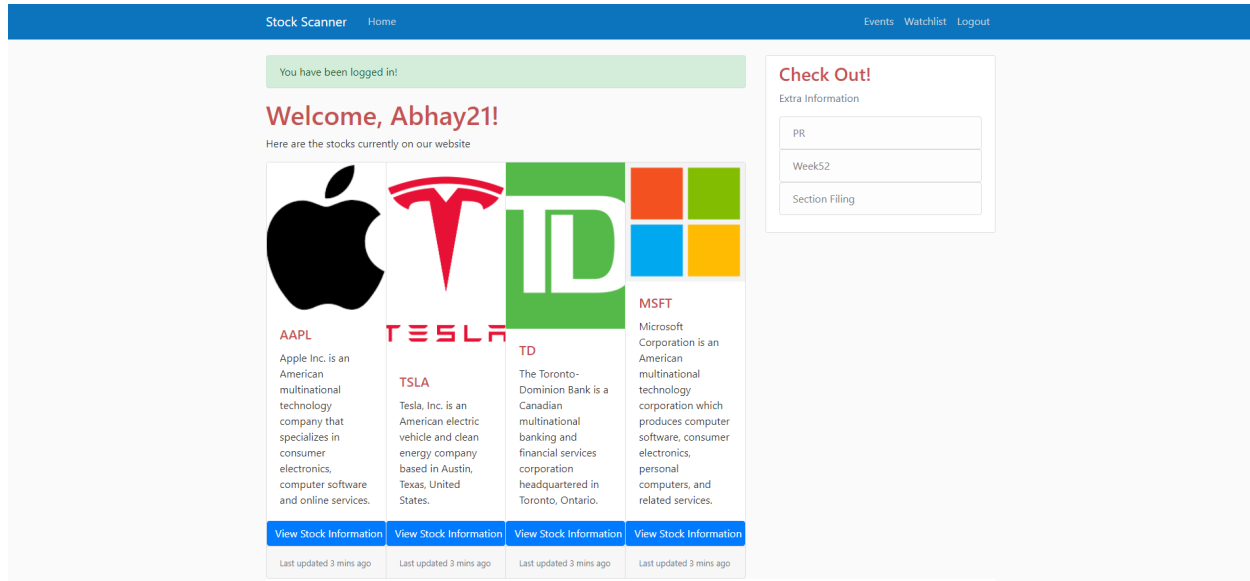 Stock Scanner Home Events Watchlist Logout
You have been logged in!
Welcome, Abhay21!
Here are the stocks currently on our website
AAPL
Apple Inc. is an
American
multinational
technology
company that
specializes in
consumer
electronics,
computer software
and online services.
View Stock Information
Last updated 3 mins ago
TESLA
TSLA
Tesla, Inc. is an
American electric
vehicle and clean
energy company
based in Austin,
Texas, United
States.
View Stock Information
Last updated 3 mins ago
TD
TD
The Toronto-
Dominion Bank is a
Canadian
multinational
banking and
financial services
corporation
headquartered in
Toronto, Ontario.
View Stock Information
Last updated 3 mins ago
MSFT
Microsoft
Corporation is an
American
multinational
technology
corporation which
produces computer
software, consumer
electronics,
personal
computers, and
related services.
View Stock Information
Last updated 3 mins ago
Check Out!
Extra Information
PR
Week52
Section Filing